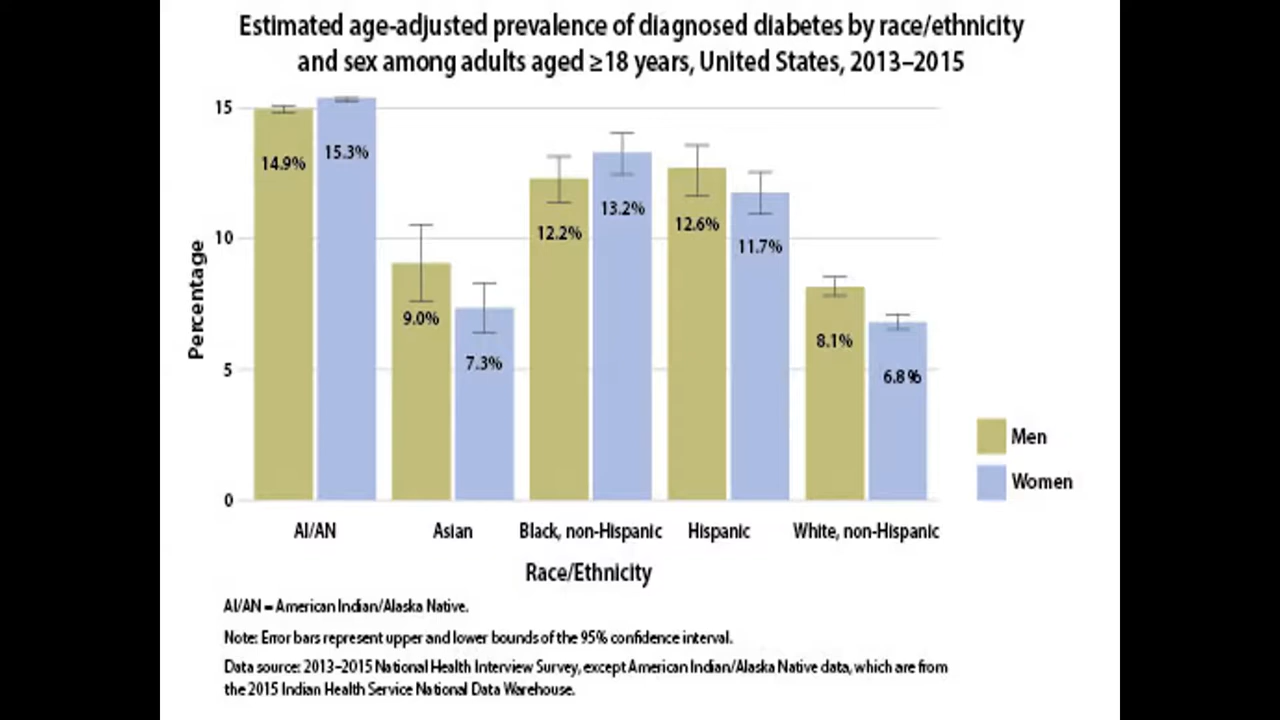 Estimated age-adjusted prevalence of diagnosed diabetes by race/ethnicity
and sex among adults aged ≥18 years, United States, 2013–2015
Percentage
15
10
5
0
14.9%
15.3%
9.0%
7.3%
12.2%
13.2%
12.6%
11.7%
8.1%
6.8%
Men
Women
AI/AN
Asian
Black, non-Hispanic
Hispanic
White, non-Hispanic
Race/Ethnicity
AI/AN = American Indian/Alaska Native.
Note: Error bars represent upper and lower bounds of the 95% confidence interval.
Data source: 2013–2015 National Health Interview Survey, except American Indian/Alaska Native data, which are from
the 2015 Indian Health Service National Data Warehouse.